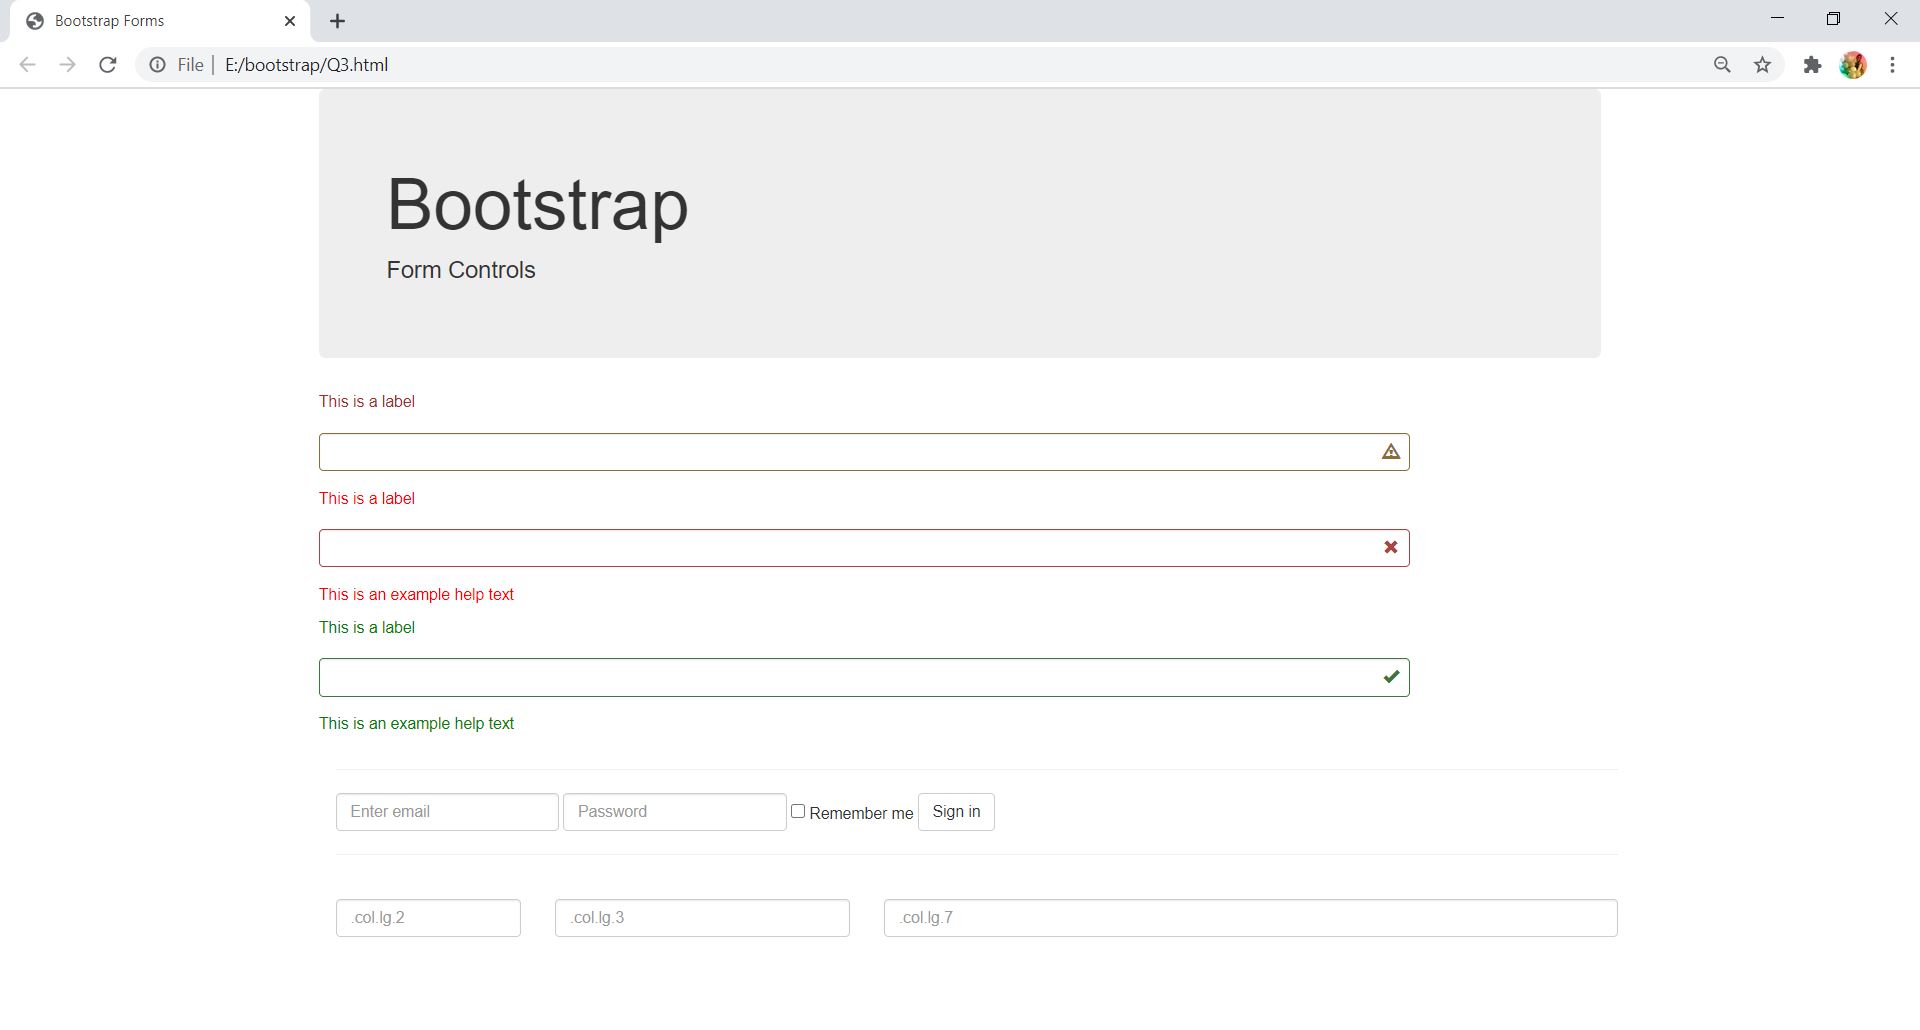 Bootstrap Forms
File | E:/bootstrap/Q3.html
Bootstrap
Form Controls
This is a label
This is a label
This is an example help text
This is a label
This is an example help text
Enter email Password Remember me Sign in
.col.lg.2 .col.lg.3 .col.lg.7